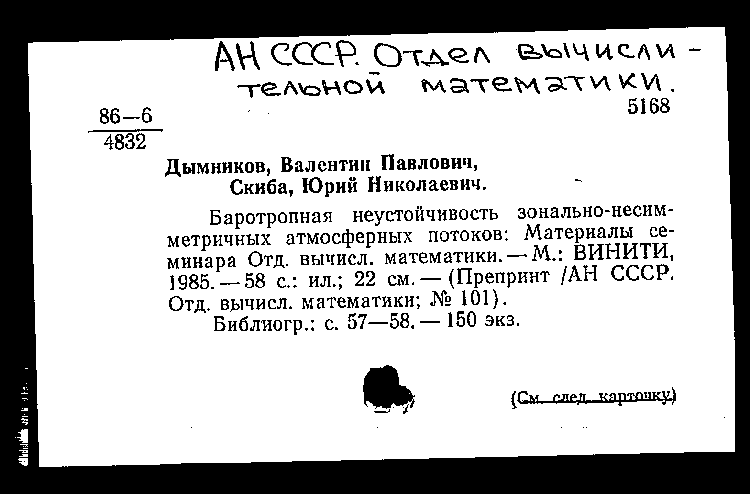 АН СССР. Отдел вычисли-
тельной математики.
5168
86—6
4832
Дымников, Валентин Павлович,
Скиба, Юрий Николаевич.
Баротропная неустойчивость зонально-несим-
метричных атмосферных потоков: Материалы се-
минара Отд. вычисл. математики. — М.: ВИНИТИ,
1985. — 58 с.: ил.; 22 см. — (Препринт /АН СССР.
Отд. вычисл. математики; № 101).
Библиогр.: с. 57—58. — 150 экз.
(См. след. карточку)